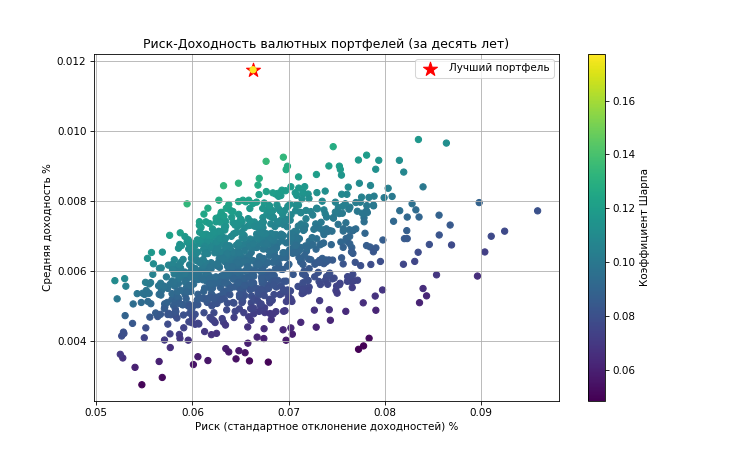 Риск-Доходность валютных портфелей (за десять лет)
Лучший портфель
Средняя доходность %
0.012
0.010
0.008
0.006
0.004
0.05 0.06 0.07 0.08 0.09
Риск (стандартное отклонение доходностей) %
0.16
0.14
0.12
0.10
0.08
0.06
Коэффициент Шарпа